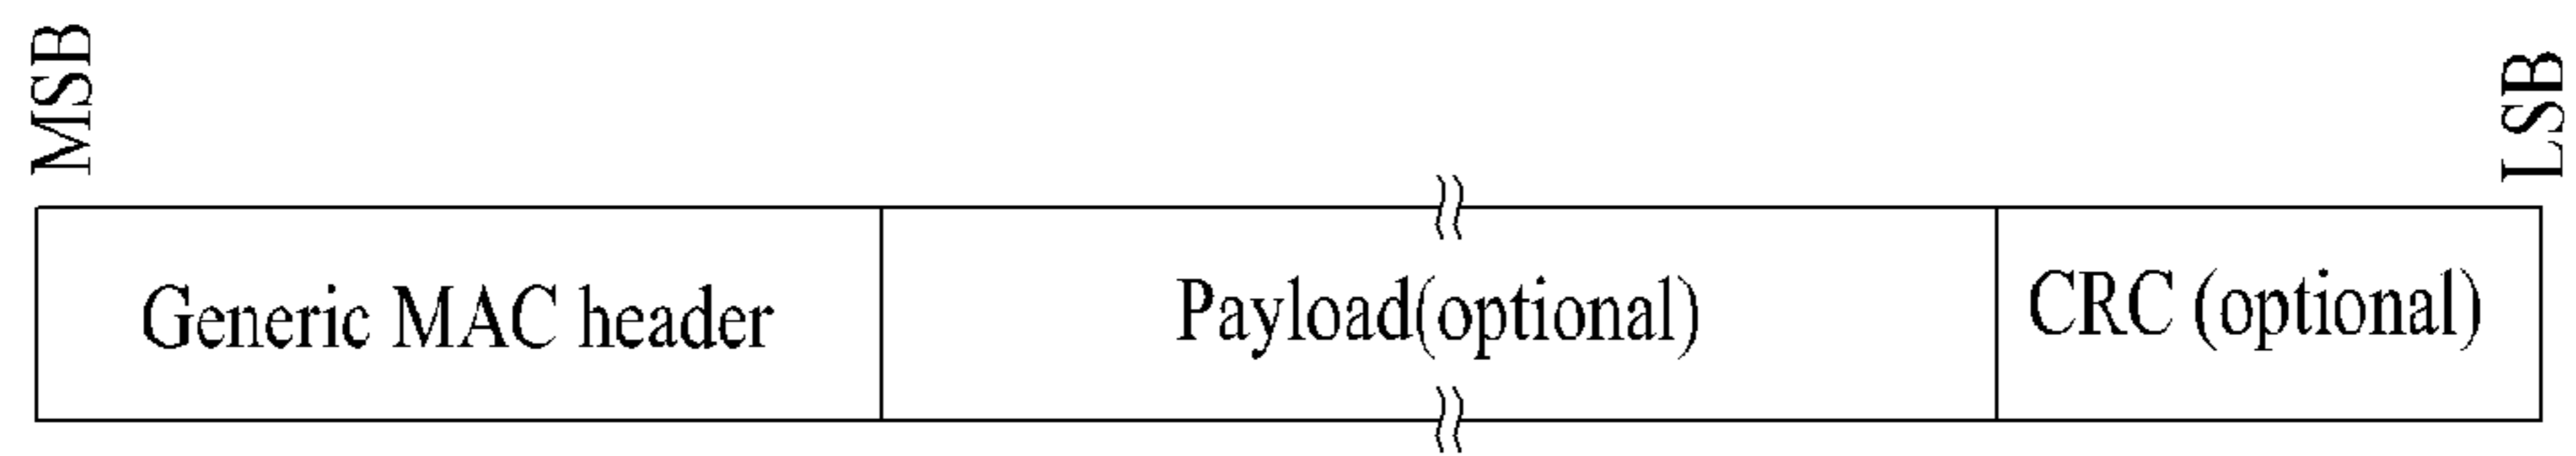 MSB
LSB
Generic MAC header
Payload(optional)
CRC (optional)